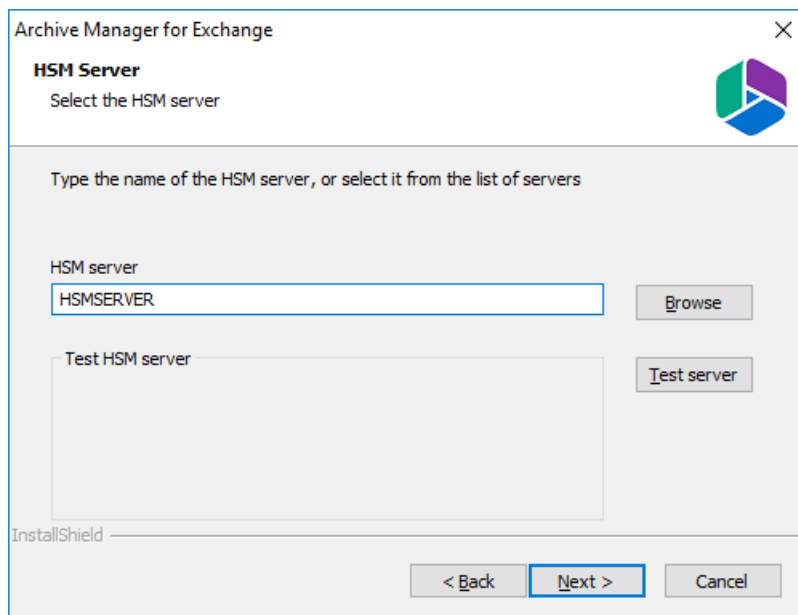 Archive Manager for Exchange
HSM Server
Select the HSM server
Type the name of the HSM server, or select it from the list of servers
HSM server
HSMSERVER
Browse
Test HSM server
Test server
InstallShield
< Back
Next >
Cancel